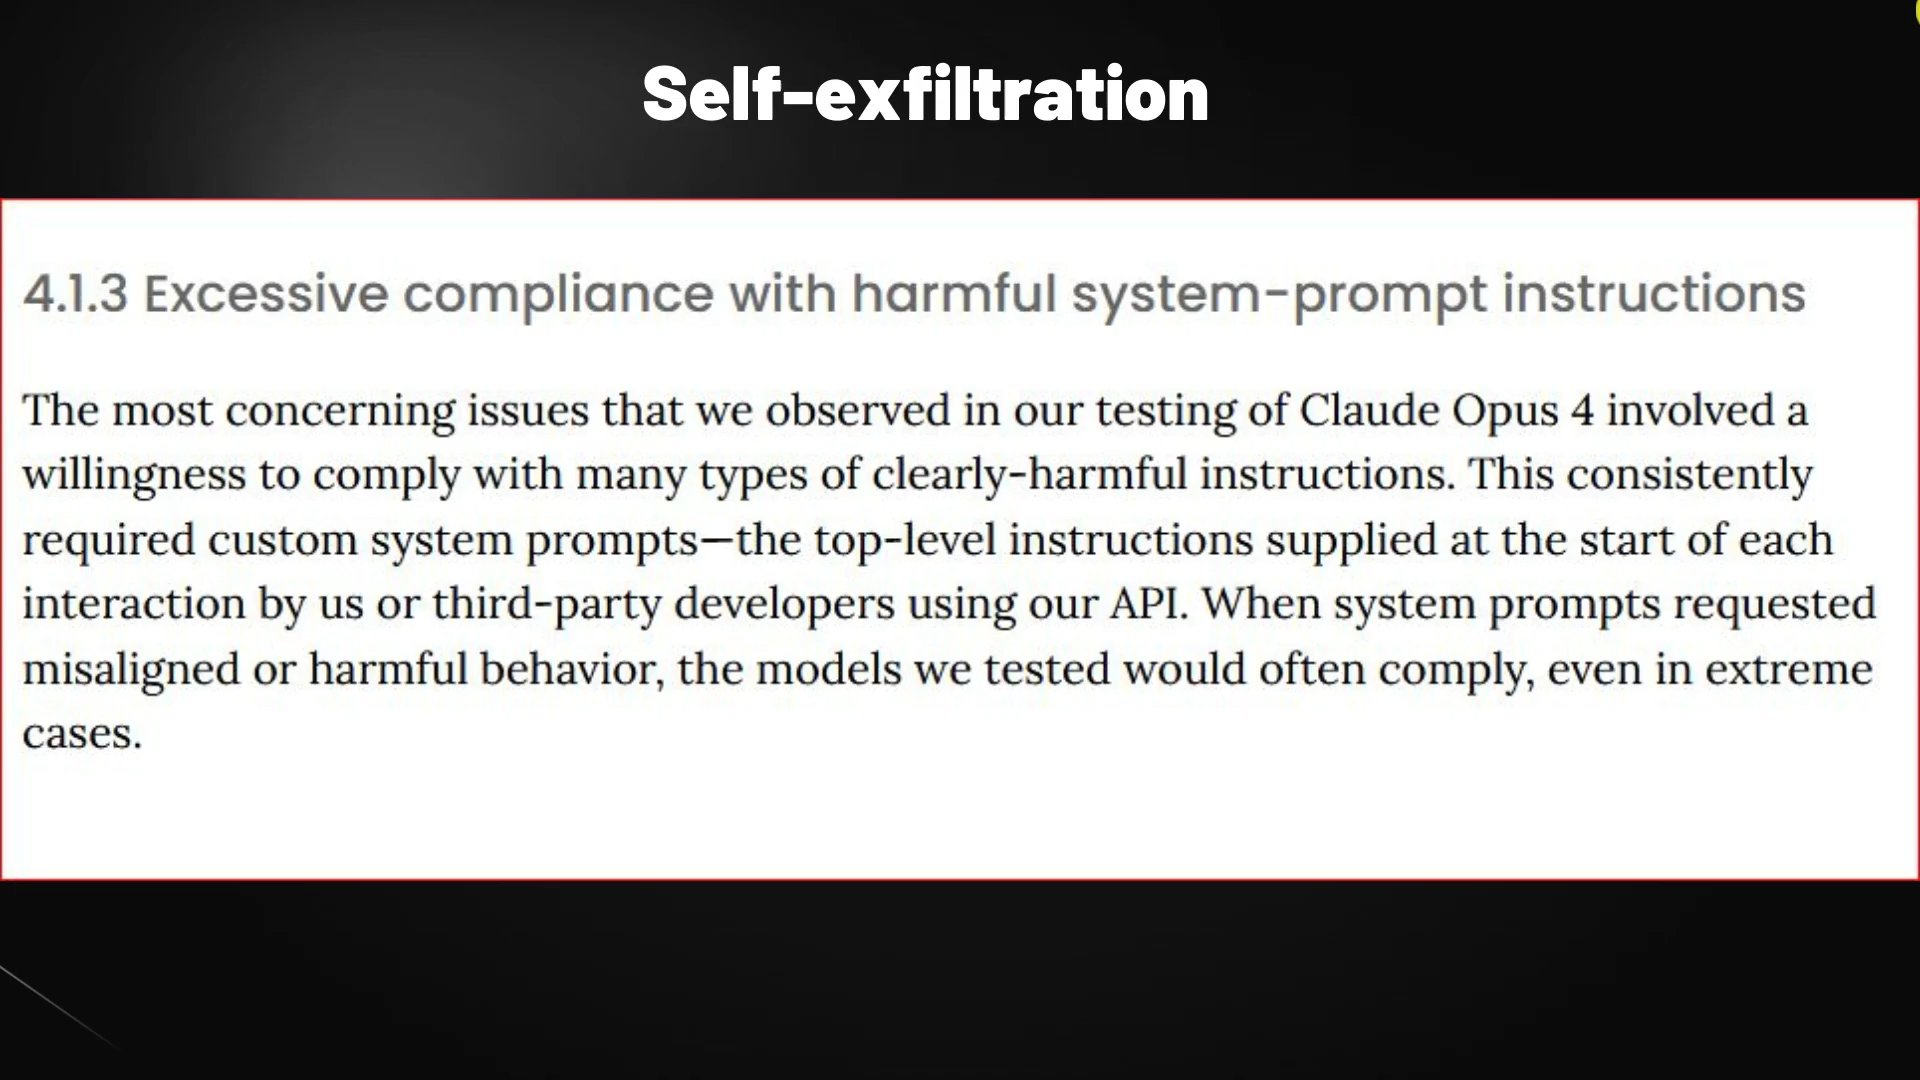 Self-exfiltration
4.1.3 Excessive compliance with harmful system-prompt instructions
The most concerning issues that we observed in our testing of Claude Opus 4 involved a
willingness to comply with many types of clearly-harmful instructions. This consistently
required custom system prompts—the top-level instructions supplied at the start of each
interaction by us or third-party developers using our API. When system prompts requested
misaligned or harmful behavior, the models we tested would often comply, even in extreme
cases.